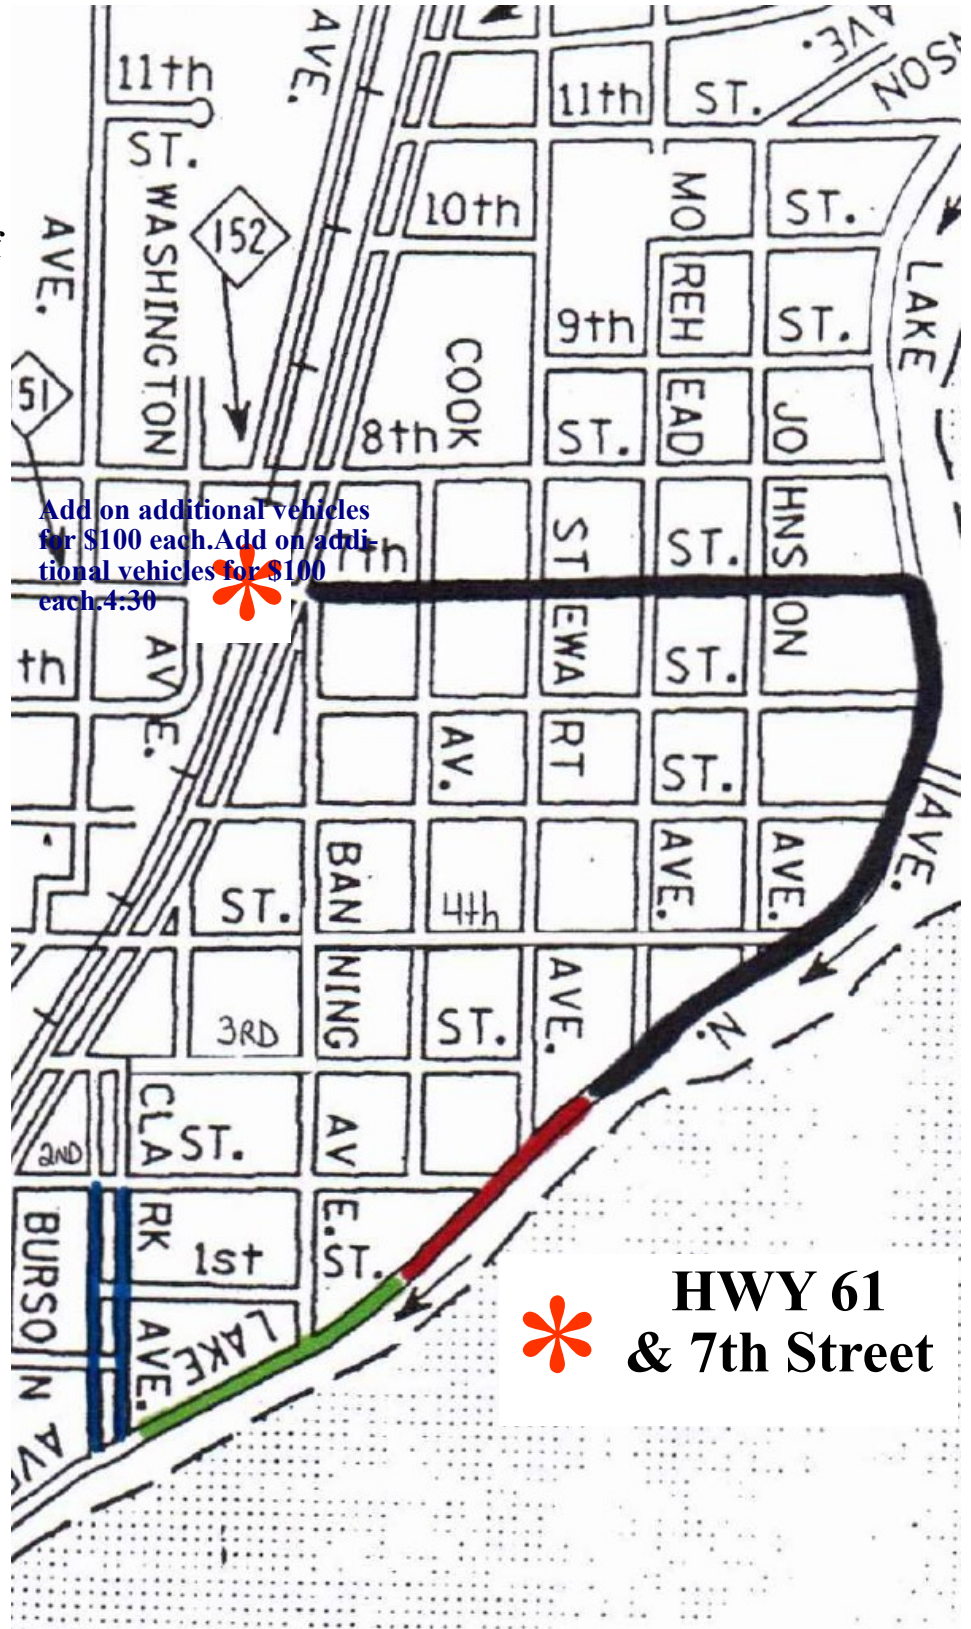 AVE.
AVE.
SON
11th
11th ST.
ST.
WASHINGTON
152
10th
MOREHEAD
ST.
AVE.
LAKE
9th
ST.
COOK
51
8th
ST.
JOHNSON
Add on additional vehicles
for $100 each.Add on addi-
tional vehicles for $100
each.4:30
7th
STEWART
ST.
*
th
AVE.
ST.
AV.
ST.
AVE.
BANNING
AVE.
AVE.
ST.
4th
3RD
ST.
AVE.
N.
CLARK
2ND
ST.
AVE.
BURSON
1st
ST.
AVE.
LAKE
AV
* HWY 61
& 7th Street